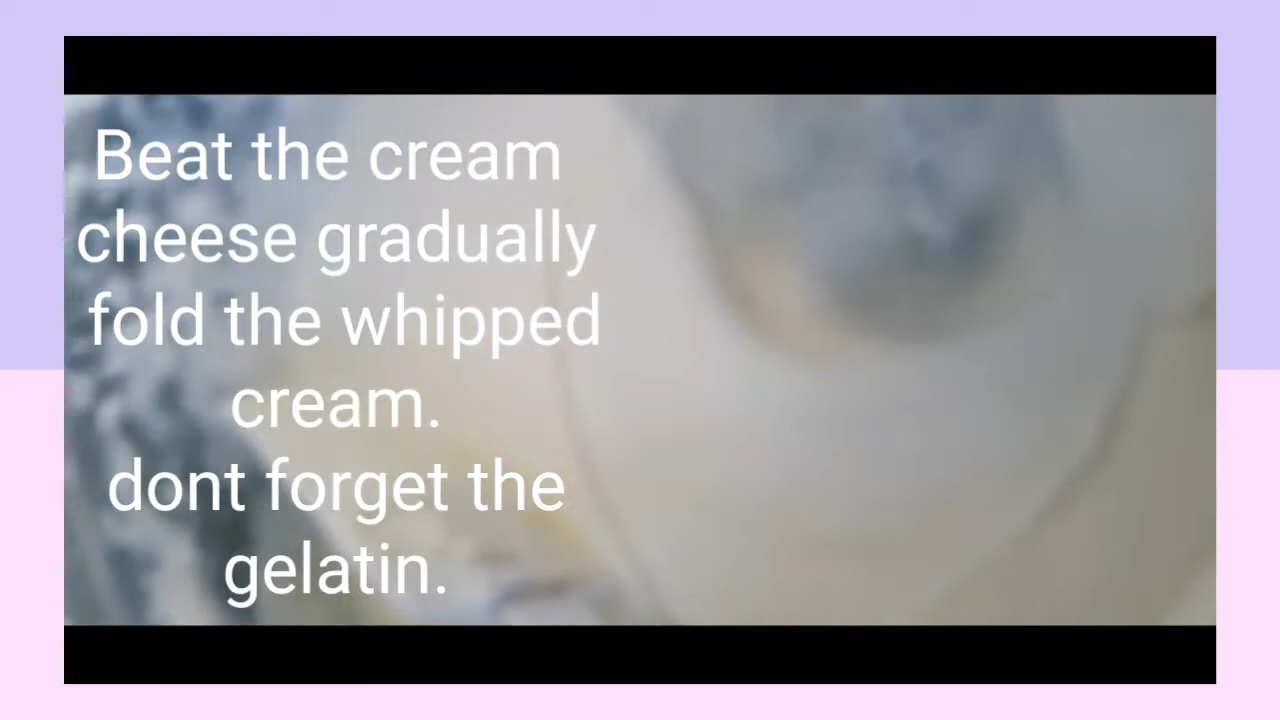 Beat the cream
cheese gradually
fold the whipped
cream.
dont forget the
gelatin.